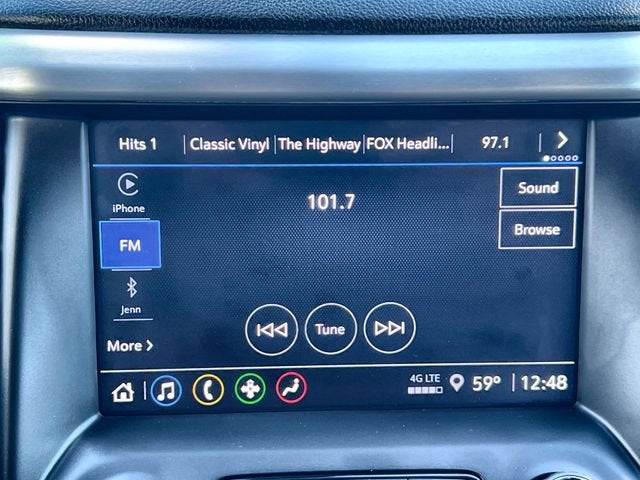 Hits 1 Classic Vinyl The Highway FOX Headli... 97.1
iPhone
101.7
Sound
FM
Browse
Jenn
More
Tune
4G LTE 59° 12:48